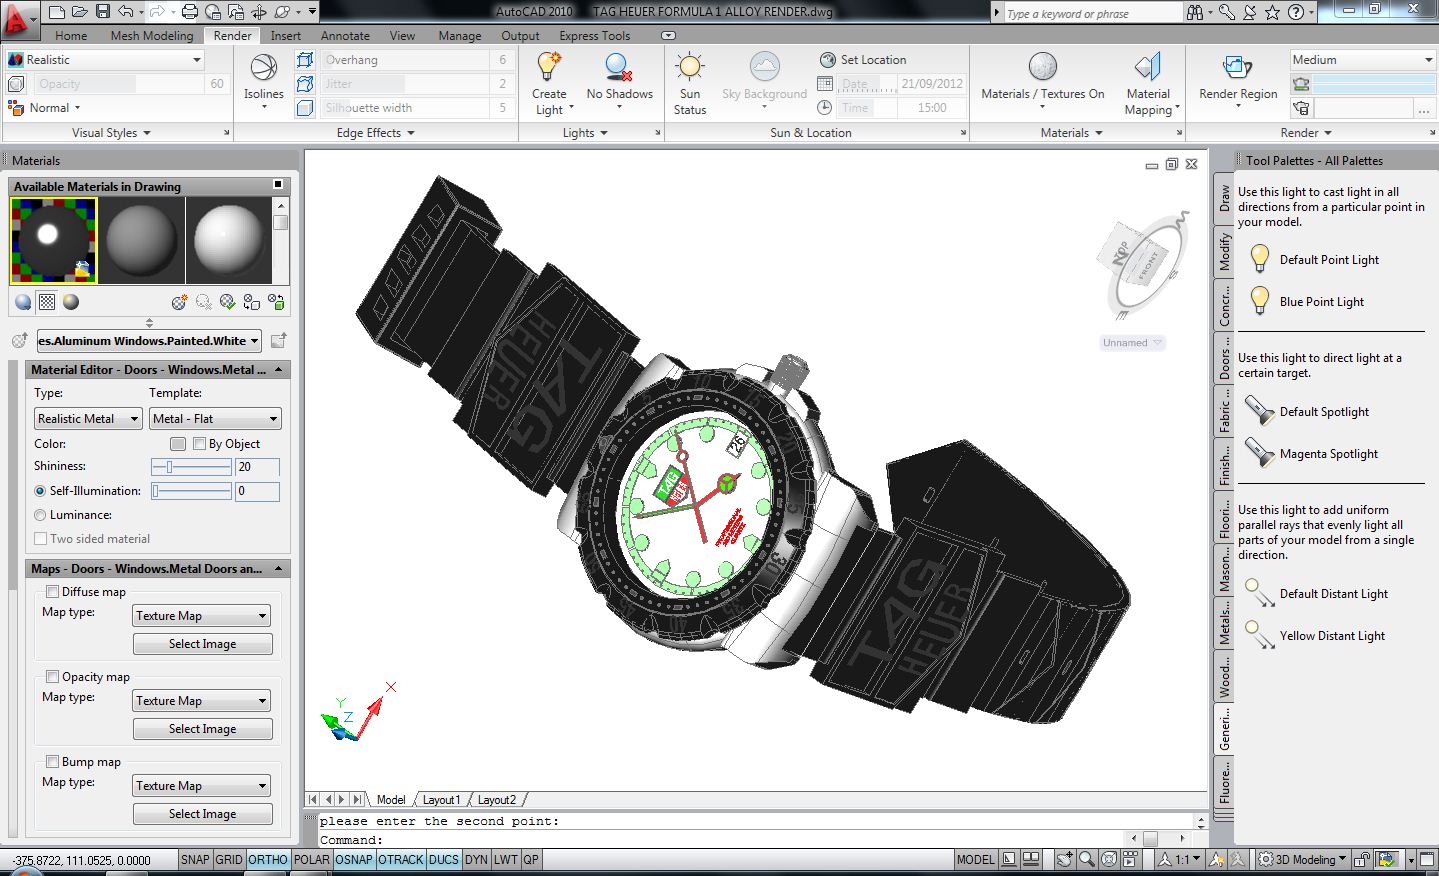 AutoCAD 2010 TAG HEUER FORMULA 1 ALLOY RENDER.dwg
Type a keyword or phrase
Home Mesh Modeling Render Insert Annotate View Manage Output Express Tools
Realistic
Opacity 60
Normal
Visual Styles
Isolines
Overhang 6
Jitter 2
Silhouette width 5
Edge Effects
Create Light
No Shadows
Lights
Sun Status
Sky Background
Set Location
Date 21/09/2012
Time 15:00
Sun & Location
Materials / Textures On
Material Mapping
Materials
Render Region
Medium
Render
Materials
Available Materials in Drawing
es.Aluminum Windows.Painted.White
Material Editor - Doors - Windows.Metal ...
Type: Template:
Realistic Metal Metal - Flat
Color: By Object
Shininess: 20
Self-Illumination: 0
Luminance:
Two sided material
Maps - Doors - Windows.Metal Doors an...
Diffuse map
Map type: Texture Map
Select Image
Opacity map
Map type: Texture Map
Select Image
Bump map
Map type: Texture Map
Select Image
TAG
HEUER
26
TAG
HEUER
30
35
40
TAG
HEUER
TOP
FRONT
Unnamed
X
Y
Z
Model Layout1 Layout2
please enter the second point:
Command:
Tool Palettes - All Palettes
Draw
Modify
Concr...
Doors ...
Fabric ...
Finish...
Floori...
Mason...
Metals...
Wood...
Generi...
Fluore...
Use this light to cast light in all
directions from a particular point in
your model.
Default Point Light
Blue Point Light
Use this light to direct light at a
certain target.
Default Spotlight
Magenta Spotlight
Use this light to add uniform
parallel rays that evenly light all
parts of your model from a single
direction.
Default Distant Light
Yellow Distant Light
-375.8722, 111.0525, 0.0000 SNAP GRID ORTHO POLAR OSNAP OTRACK DUCS DYN LWT QP MODEL 1:1 3D Modeling